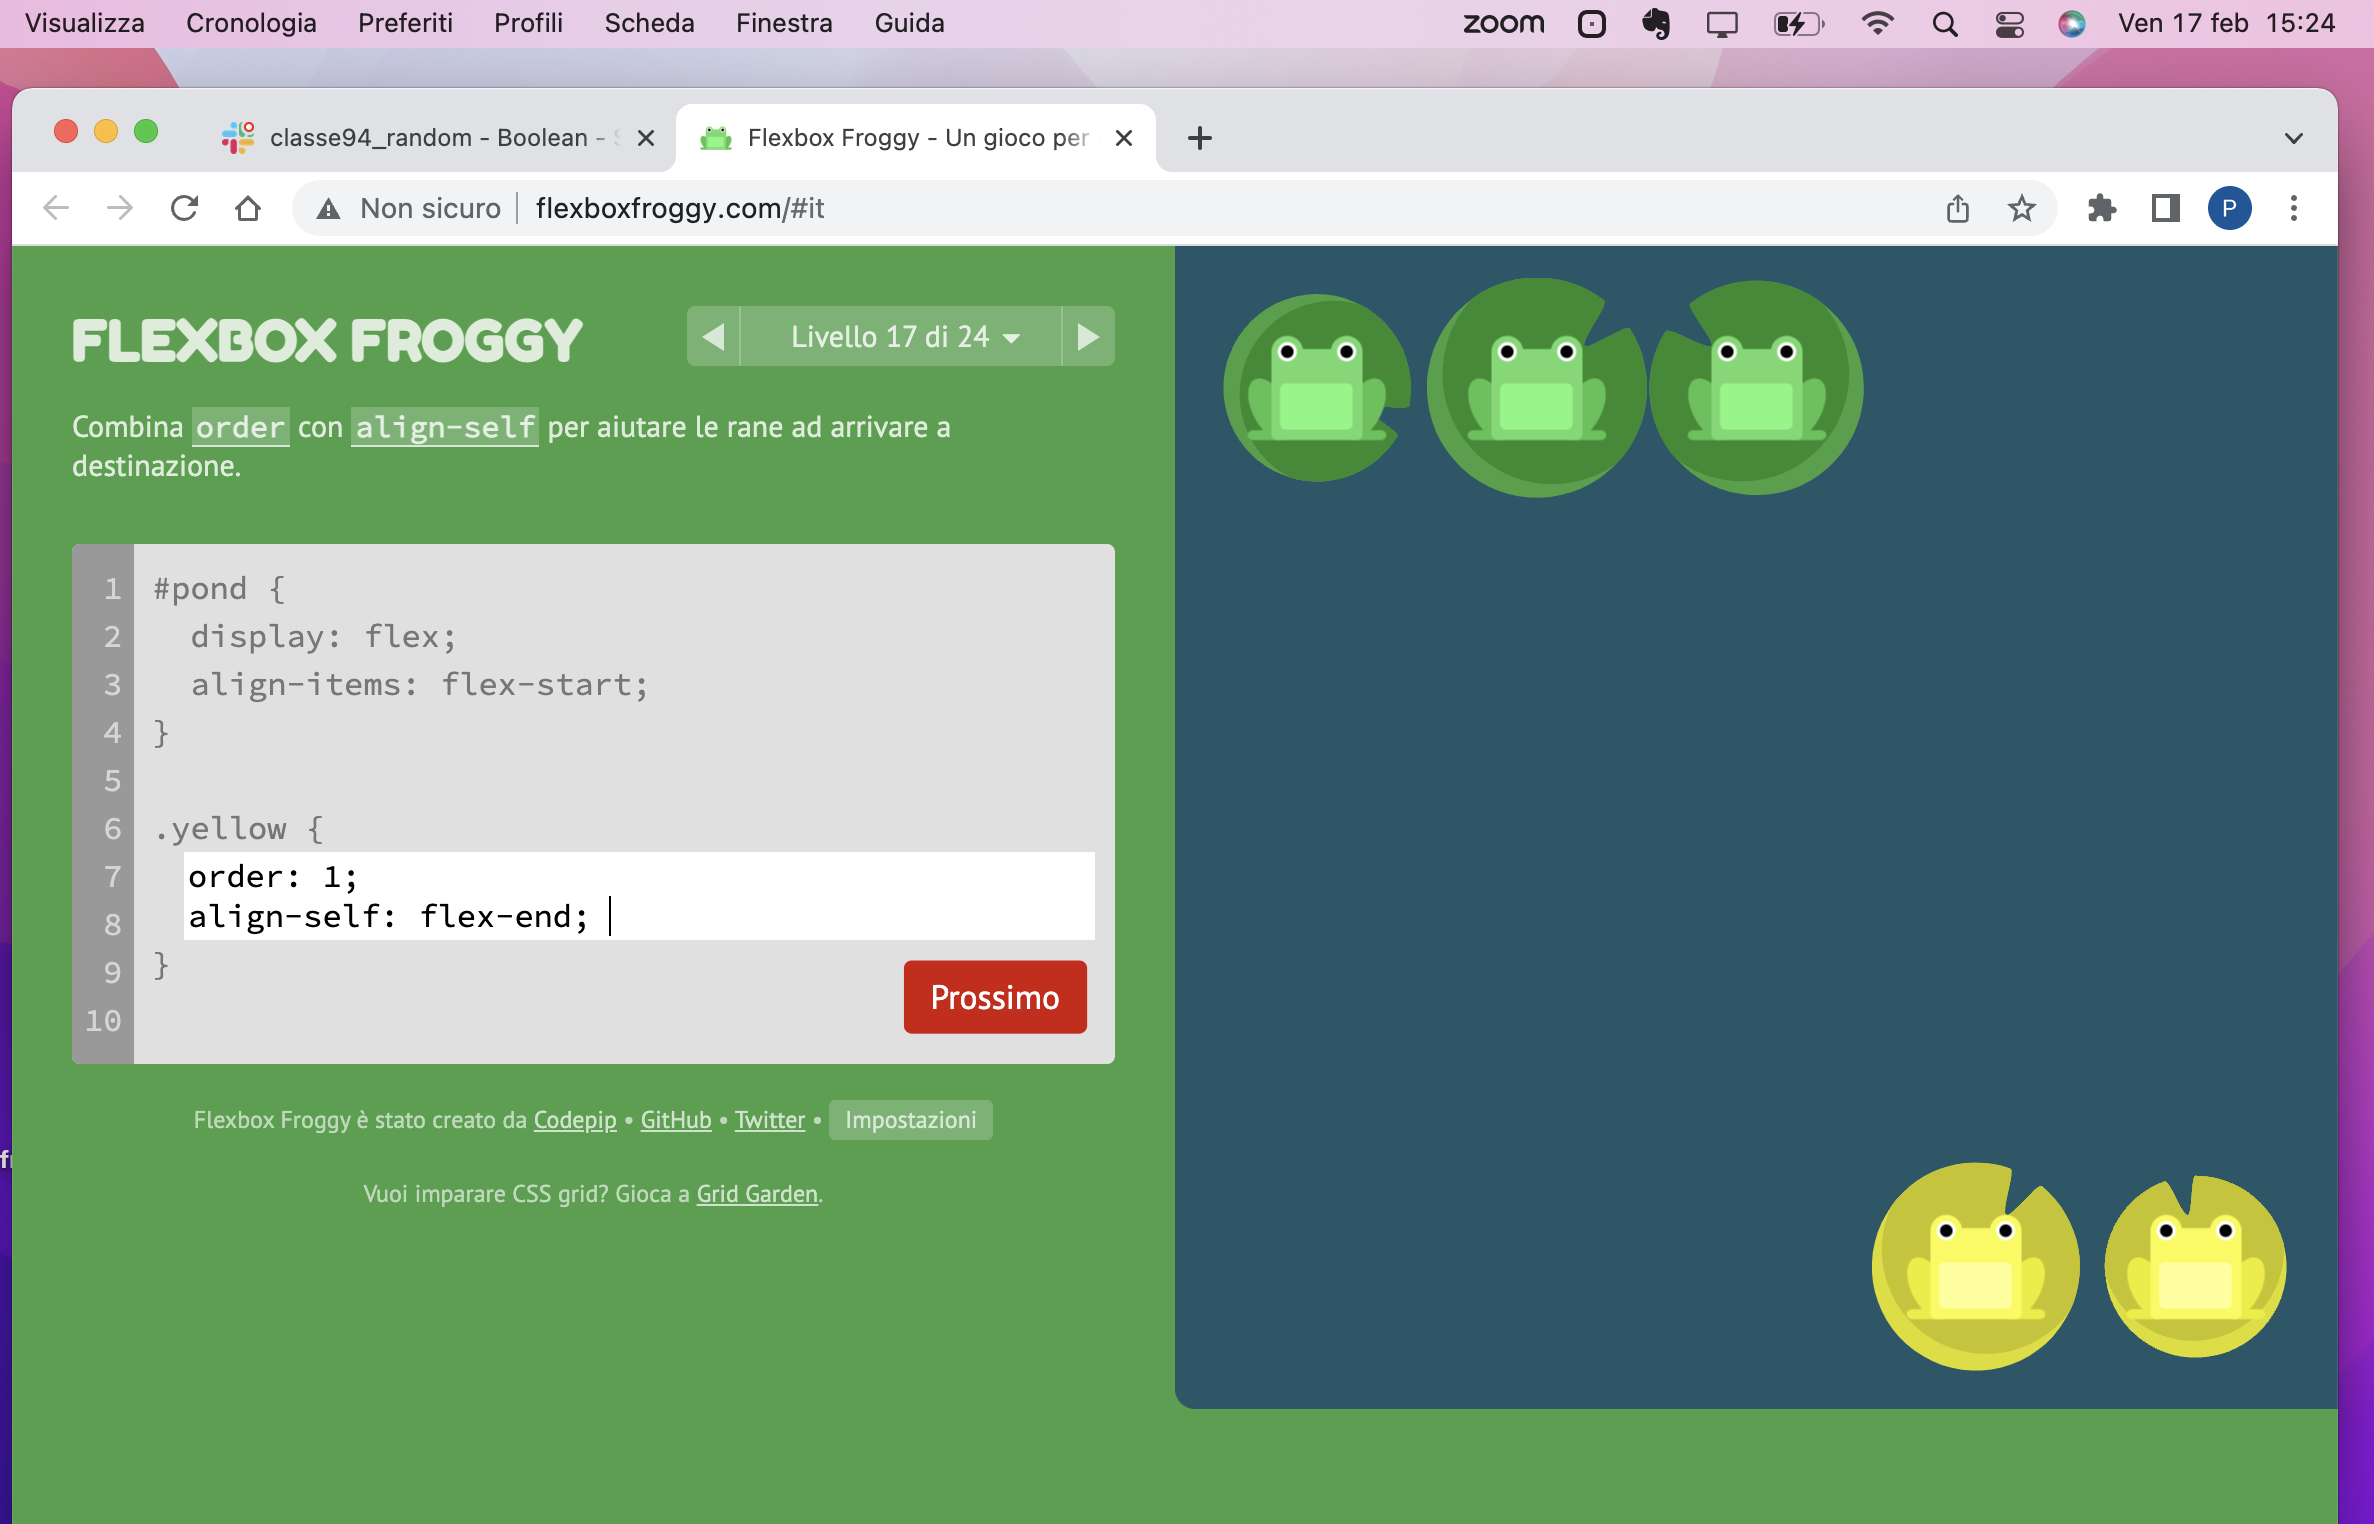 Visualizza Cronologia Preferiti Profili Scheda Finestra Guida zoom Ven 17 feb 15:24
classe94_random - Boolean - Flexbox Froggy - Un gioco per
Non sicuro flexboxfroggy.com/#it P
FLEXBOX FROGGY
Livello 17 di 24
Combina order con align-self per aiutare le rane ad arrivare a
destinazione.
1 #pond {
2 display: flex;
3 align-items: flex-start;
4 }
5
6 .yellow {
7 order: 1;
8 align-self: flex-end;
9 }
10
Prossimo
Flexbox Froggy è stato creato da Codepip • GitHub • Twitter • Impostazioni
Vuoi imparare CSS grid? Gioca a Grid Garden.